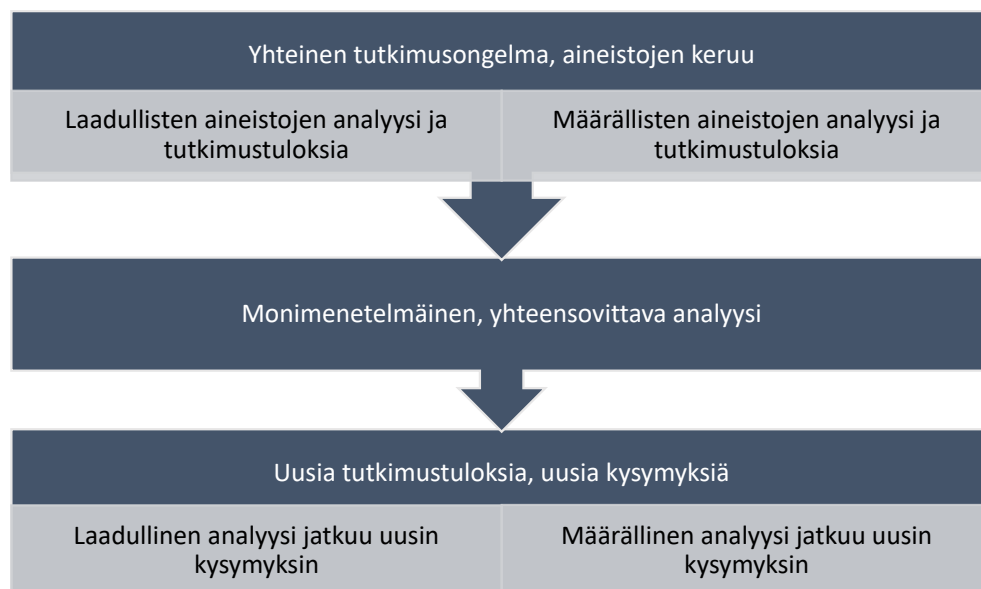 Yhteinen tutkimusongelma, aineistojen keruu
Laadullisten aineistojen analyysi ja
tutkimustuloksia
Määrällisten aineistojen analyysi ja
tutkimustuloksia
Monimenetelmäinen, yhteensovittava analyysi
Uusia tutkimustuloksia, uusia kysymyksiä
Laadullinen analyysi jatkuu uusin
kysymyksin
Määrällinen analyysi jatkuu uusin
kysymyksin